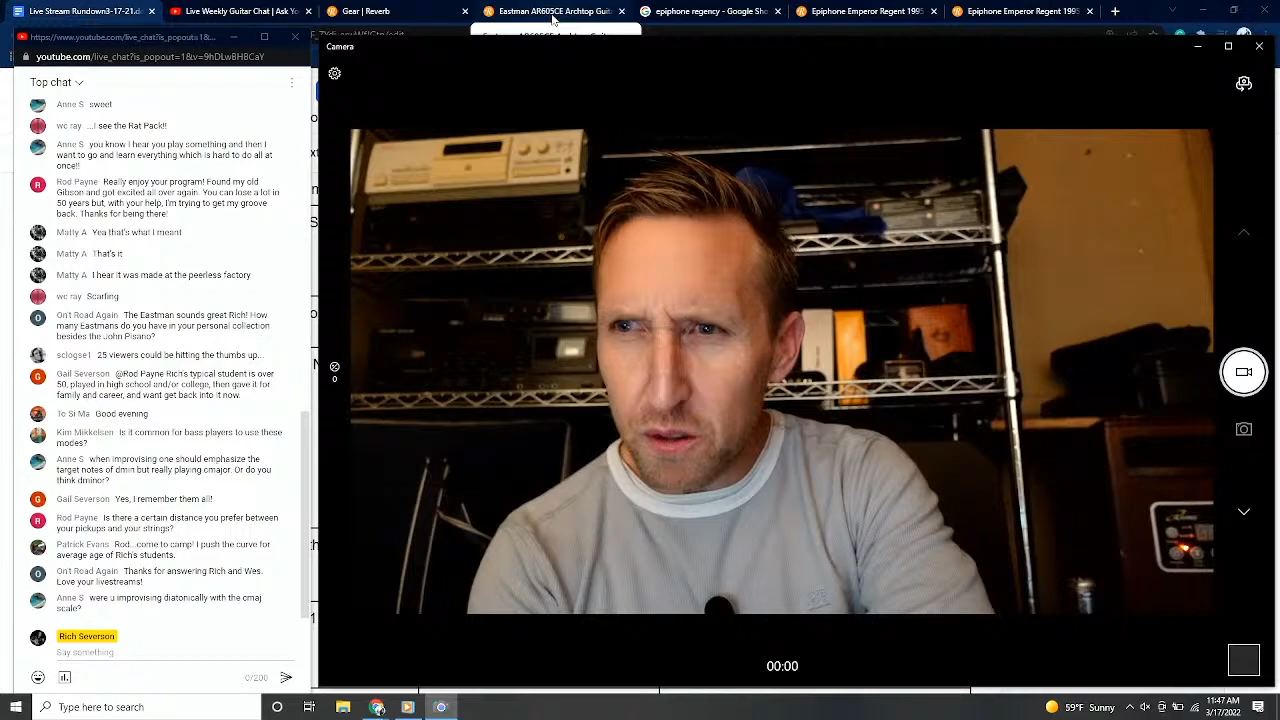 Live Stream Rundown3-17-21.d
Live Weekly Guitar Chat | Ask Yo
Gear | Reverb
Eastman AR605CE Archtop Guita
epiphone regency - Google Sha
Epiphone Emperor Regent 1995
Epiphone Emperor Regent 1995
https://www.youtube.com/live_chat?is_popout=1&...
youtube.com/live_chat?is_popout=1&v=9hDLwBH8CaY
Camera
Top chat
Anne S sweet
wc ray ...I see the Rat Pack!!
Anne S you know I hear you play something and then I
want to go and learn everything which is hard to do all at
once!!
Rod Payne Really enjoy your program! Found my old
Gibson and got excited all over again. You can lose a lot in
50 years but with your help, I'm trying to get my groove
back. Thanks for being there!
Matty A Yea that's what I meant
Matty A That's it
Matty A I hear it was made at the peerless factory
wc ray Scarling
On't Road Again The Eastman sounds great Rich! How
many Eastmans do you have in your personal collection
besides the John Pisano?
sclogse1 25 viewers could be hitting the thumbs up...
Gail Severson @Rod Payne Rich's typical student is over
50, played in high school and/or college, then gave it for
family and career, and want get back into it now.
To Si Ma Good evening
Kim Mikkelsen Is it common for bass players to use these
modes?
Anne S when improvising one should emphasize the
target notes of dmin but really playing cmajor. Or do you
think dminor?
Gail Severson Yes, I remember them all!
Rod Payne Is there a certain distance you prefer between
your pickups and your strings?
Patrick Evans Rod...come to camp! I push the curve for
average age of Rich's students.
On't Road Again Thanks for answering Rich and Wes.
Love your livestreams!
Anne S were u improvising diatonically with the cmaj
scale?
Rich Severson
Say something
0/200
0
00:00
Type here to search
59°F Sunny
11:47 AM
3/17/2022